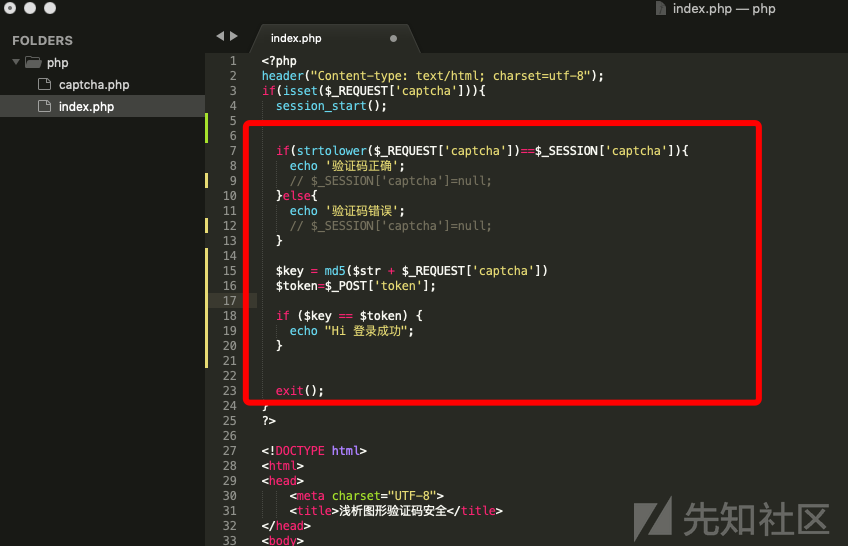 index.php — php
FOLDERS
php
captcha.php
index.php
index.php
1 <?php
2 header("Content-type: text/html; charset=utf-8");
3 if(isset($_REQUEST['captcha'])){
4 session_start();
5
6
7 if(strtolower($_REQUEST['captcha'])==$_SESSION['captcha']){
8 echo '验证码正确';
9 // $_SESSION['captcha']=null;
10 }else{
11 echo '验证码错误';
12 // $_SESSION['captcha']=null;
13 }
14
15 $key = md5($str + $_REQUEST['captcha'])
16 $token=$_POST['token'];
17
18 if ($key == $token) {
19 echo "Hi 登录成功";
20 }
21
22
23 exit();
24 }
25 ?>
26
27 <!DOCTYPE html>
28 <html>
29 <head>
30 <meta charset="UTF-8">
31 <title>浅析图形验证码安全</title>
32 </head>
33 <body>
先知社区